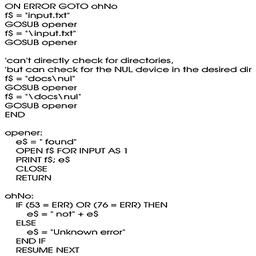 ON ERROR GOTO ohNo
f$ = "input.txt"
GOSUB opener
f$ = "\input.txt"
GOSUB opener

'can't directly check for directories,
'but can check for the NUL device in the desired dir
f$ = "docs\nul"
GOSUB opener
f$ = "\docs\nul"
GOSUB opener
END

opener:
e$ = " found"
OPEN f$ FOR INPUT AS 1
PRINT f$; e$
CLOSE
RETURN

ohNo:
IF (53 = ERR) OR (76 = ERR) THEN
e$ = " not" + e$
ELSE
e$ = "Unknown error"
END IF
RESUME NEXT